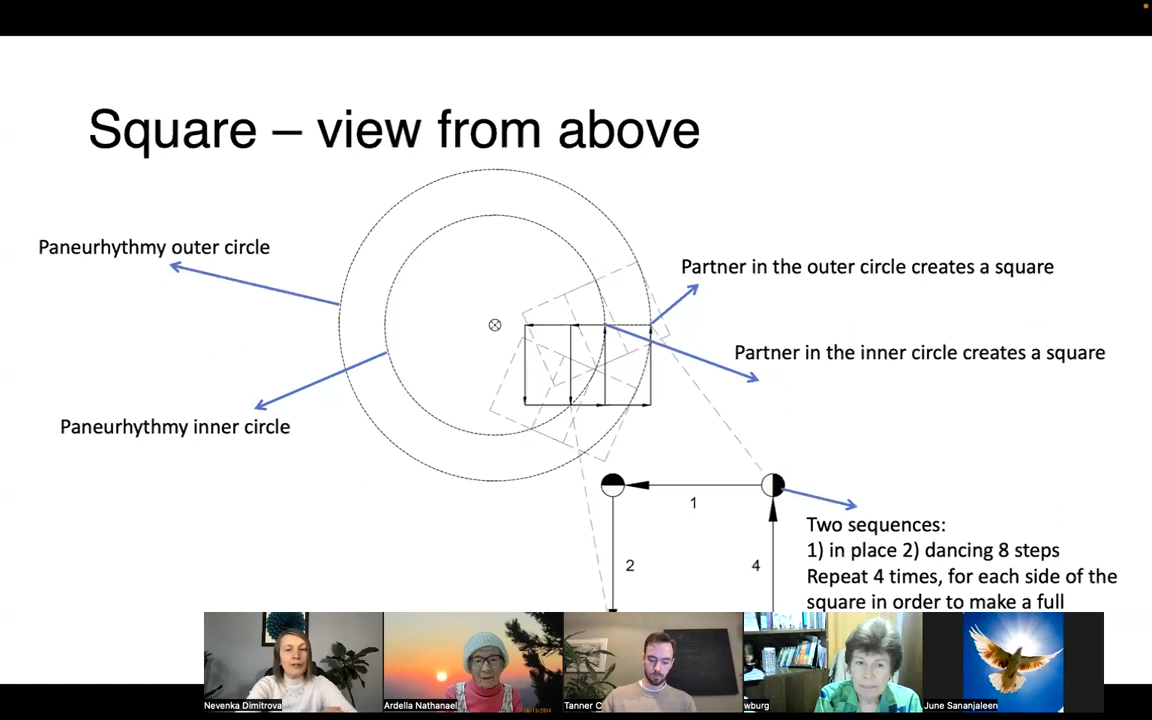 Square – view from above
Paneurhythmy outer circle
Partner in the outer circle creates a square
Partner in the inner circle creates a square
Paneurhythmy inner circle
1
2
4
Two sequences:
1) in place 2) dancing 8 steps
Repeat 4 times, for each side of the
square in order to make a full
Nevenka Dimitrova
Ardella Nathanael
Tanner C
wburg
June Sananjaleen